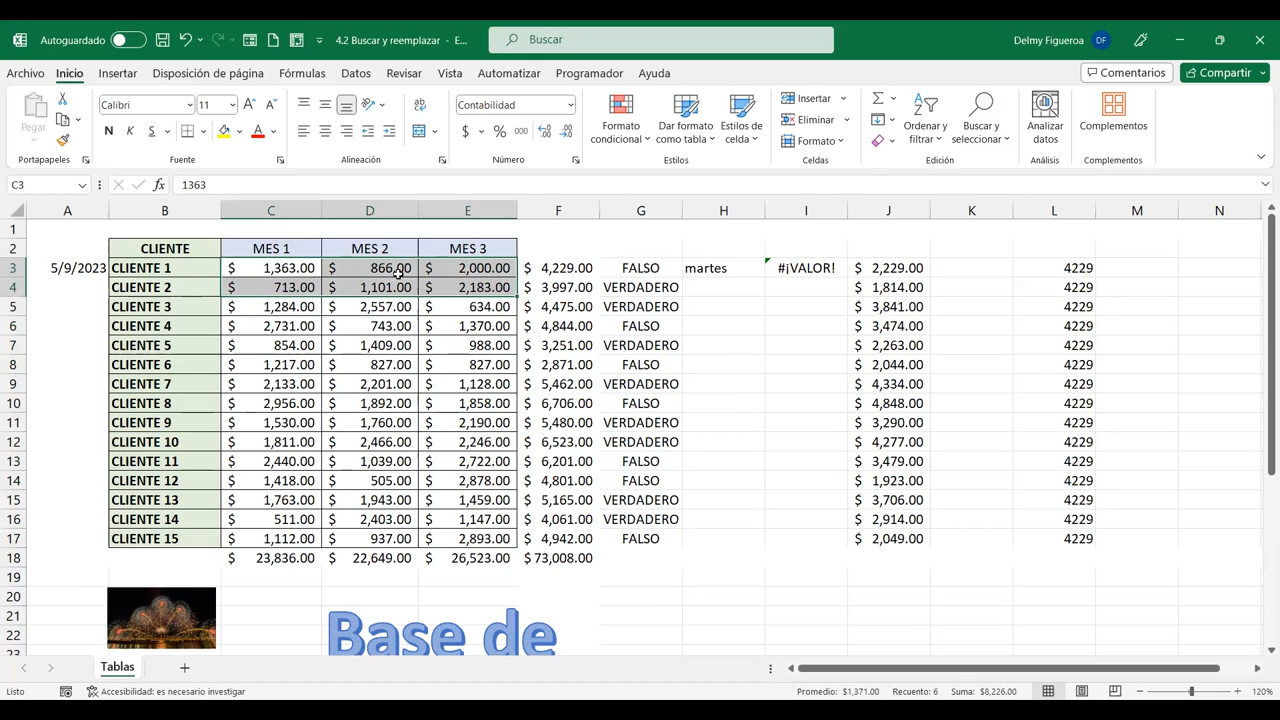 Autoguardado
4.2 Buscar y reemplazar - E...
Buscar
Delmy Figueroa DF
Archivo Inicio Insertar Disposición de página Fórmulas Datos Revisar Vista Automatizar Programador Ayuda Comentarios Compartir
Pegar
Portapapeles
Calibri 11
N K S
Fuente
Alineación
Contabilidad
$ % 000
Número
Formato condicional
Dar formato como tabla
Estilos de celda
Estilos
Insertar
Eliminar
Formato
Celdas
Ordenar y filtrar
Buscar y seleccionar
Edición
Analizar datos
Análisis
Complementos
Complementos
C3 fx 1363
A B C D E F G H I J K L M N
1
2 CLIENTE MES 1 MES 2 MES 3
3 5/9/2023 CLIENTE 1 $ 1,363.00 $ 866.00 $ 2,000.00 $ 4,229.00 FALSO martes #¡VALOR! $ 2,229.00 4229
4 CLIENTE 2 $ 713.00 $ 1,101.00 $ 2,183.00 $ 3,997.00 VERDADERO $ 1,814.00 4229
5 CLIENTE 3 $ 1,284.00 $ 2,557.00 $ 634.00 $ 4,475.00 VERDADERO $ 3,841.00 4229
6 CLIENTE 4 $ 2,731.00 $ 743.00 $ 1,370.00 $ 4,844.00 FALSO $ 3,474.00 4229
7 CLIENTE 5 $ 854.00 $ 1,409.00 $ 988.00 $ 3,251.00 VERDADERO $ 2,263.00 4229
8 CLIENTE 6 $ 1,217.00 $ 827.00 $ 827.00 $ 2,871.00 FALSO $ 2,044.00 4229
9 CLIENTE 7 $ 2,133.00 $ 2,201.00 $ 1,128.00 $ 5,462.00 VERDADERO $ 4,334.00 4229
10 CLIENTE 8 $ 2,956.00 $ 1,892.00 $ 1,858.00 $ 6,706.00 FALSO $ 4,848.00 4229
11 CLIENTE 9 $ 1,530.00 $ 1,760.00 $ 2,190.00 $ 5,480.00 VERDADERO $ 3,290.00 4229
12 CLIENTE 10 $ 1,811.00 $ 2,466.00 $ 2,246.00 $ 6,523.00 VERDADERO $ 4,277.00 4229
13 CLIENTE 11 $ 2,440.00 $ 1,039.00 $ 2,722.00 $ 6,201.00 FALSO $ 3,479.00 4229
14 CLIENTE 12 $ 1,418.00 $ 505.00 $ 2,878.00 $ 4,801.00 FALSO $ 1,923.00 4229
15 CLIENTE 13 $ 1,763.00 $ 1,943.00 $ 1,459.00 $ 5,165.00 VERDADERO $ 3,706.00 4229
16 CLIENTE 14 $ 511.00 $ 2,403.00 $ 1,147.00 $ 4,061.00 VERDADERO $ 2,914.00 4229
17 CLIENTE 15 $ 1,112.00 $ 937.00 $ 2,893.00 $ 4,942.00 FALSO $ 2,049.00 4229
18 $ 23,836.00 $ 22,649.00 $ 26,523.00 $ 73,008.00
19
20
21
22 Base de
23
Tablas
Listo Accesibilidad: es necesario investigar Promedio: $1,371.00 Recuento: 6 Suma: $8,226.00 120%